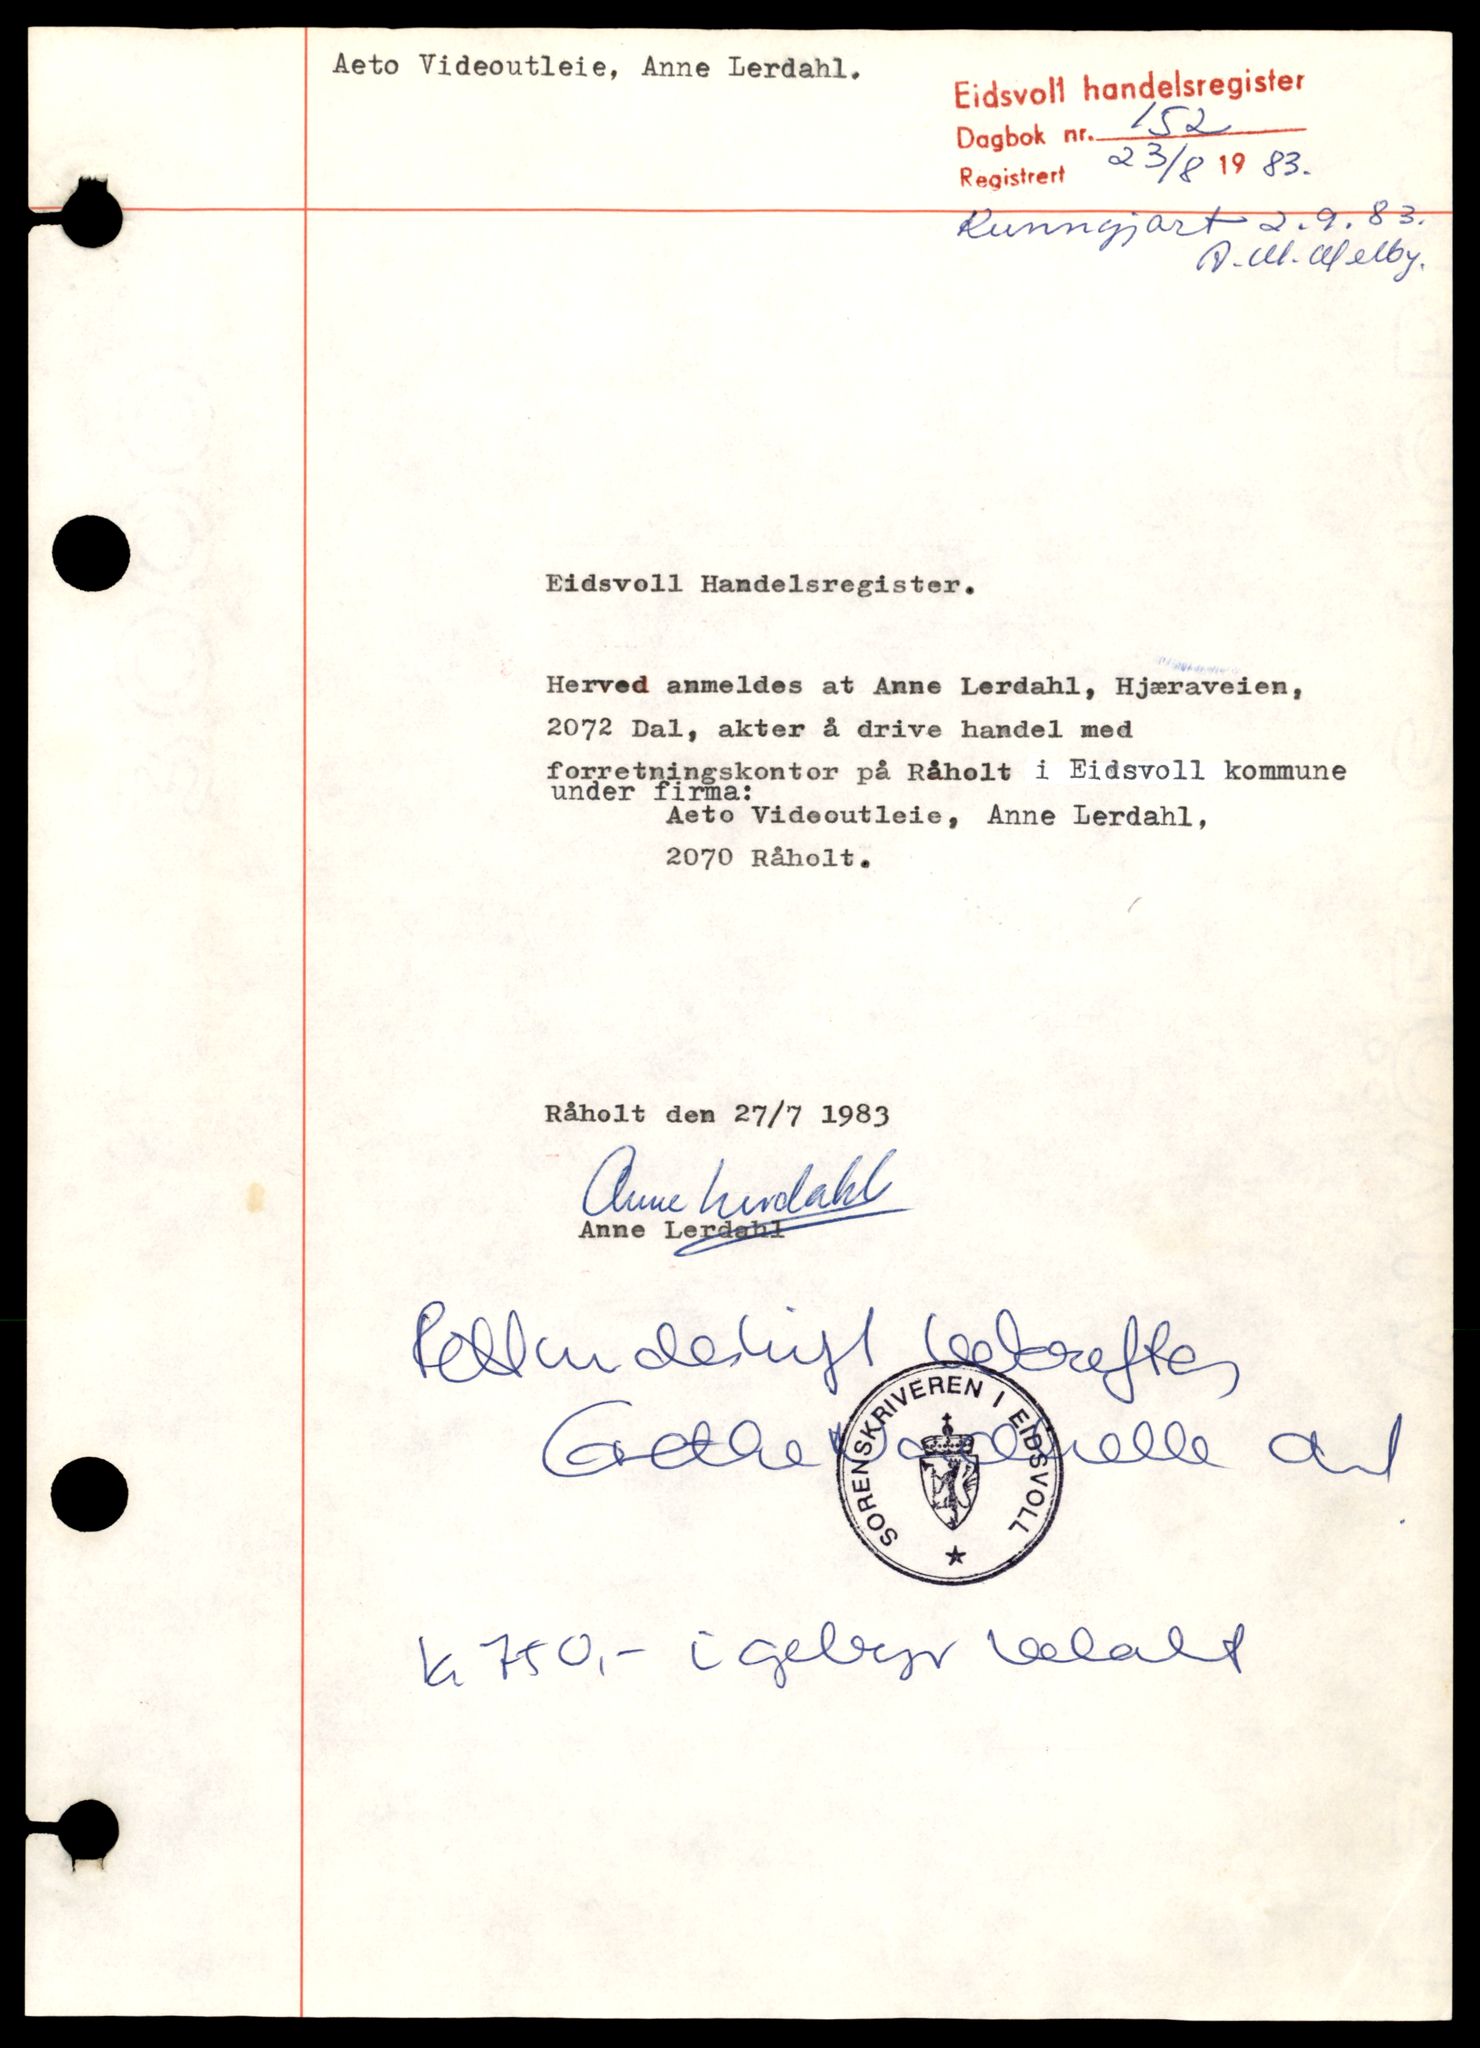 Aeto Videoutleie, Anne Lerdahl.
Eidsvoll handelsregister
Dagbok nr. 152
Registrert 23/8 19 83.
Kunngjort 2.9.83.
Eidsvoll Handelsregister.
Herved anmeldes at Anne Lerdahl, Hjæraveien,
2072 Dal, akter å drive handel med
forretningskontor på Råholt i Eidsvoll kommune
under firma:
Aeto Videoutleie, Anne Lerdahl,
2070 Råholt.
Råholt den 27/7 1983
Anne Lerdahl
Anne Lerdahl
bekreftes
SORENSKRIVEREN I EIDSVOLL
kr 750,- i gebyr betalt